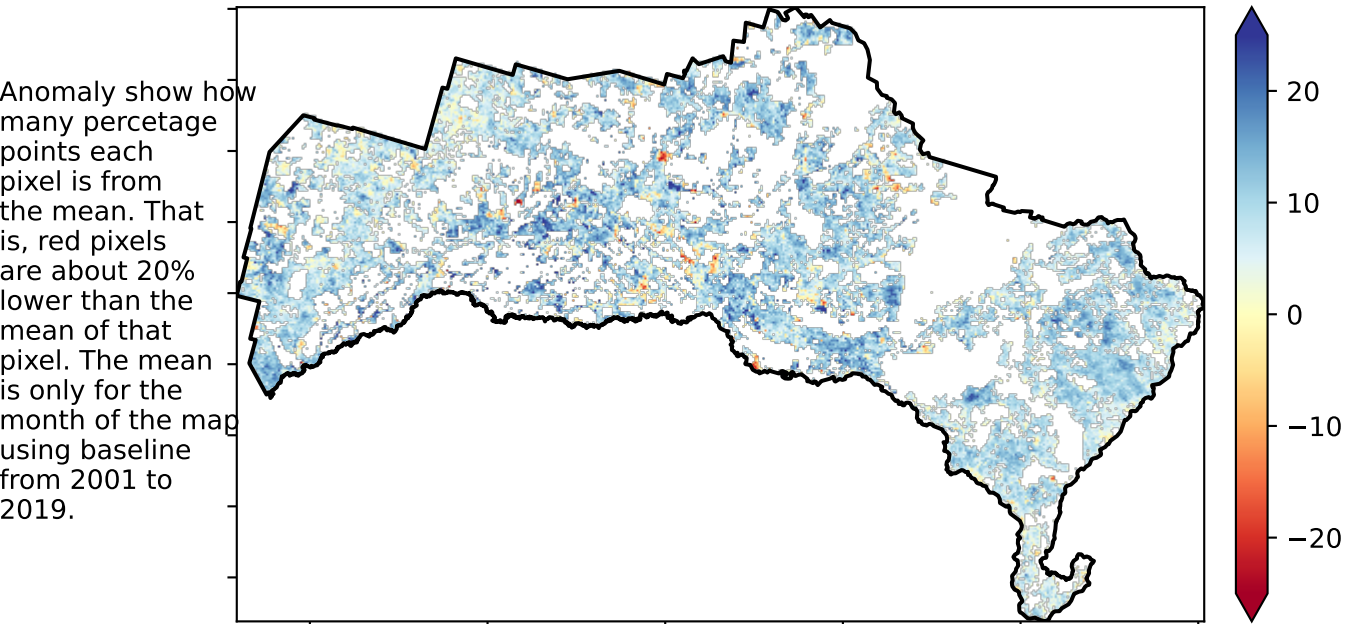 Anomaly show how
many percetage
points each
pixel is from
the mean. That
is, red pixels
are about 20%
lower than the
mean of that
pixel. The mean
is only for the
month of the map
using baseline
from 2001 to
2019.
20
10
0
−10
−20